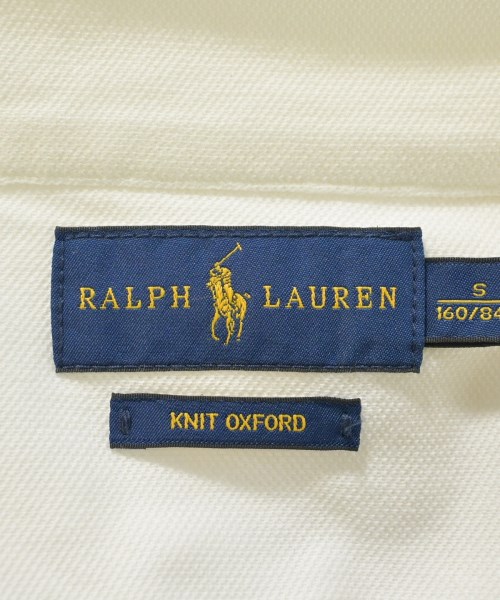 RALPH LAUREN
S
160/84
KNIT OXFORD